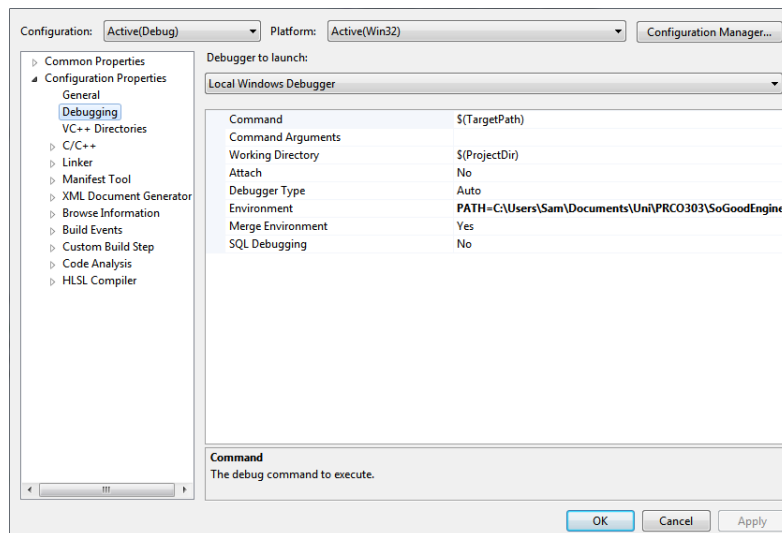 Configuration: Active(Debug) Platform: Active(Win32) Configuration Manager...
Common Properties
Configuration Properties
General
Debugging
VC++ Directories
C/C++
Linker
Manifest Tool
XML Document Generator
Browse Information
Build Events
Custom Build Step
Code Analysis
HLSL Compiler
Debugger to launch:
Local Windows Debugger
Command $(TargetPath)
Command Arguments
Working Directory $(ProjectDir)
Attach No
Debugger Type Auto
Environment PATH=C:\Users\Sam\Documents\Uni\PRCO303\SoGoodEngine
Merge Environment Yes
SQL Debugging No
Command
The debug command to execute.
OK Cancel Apply